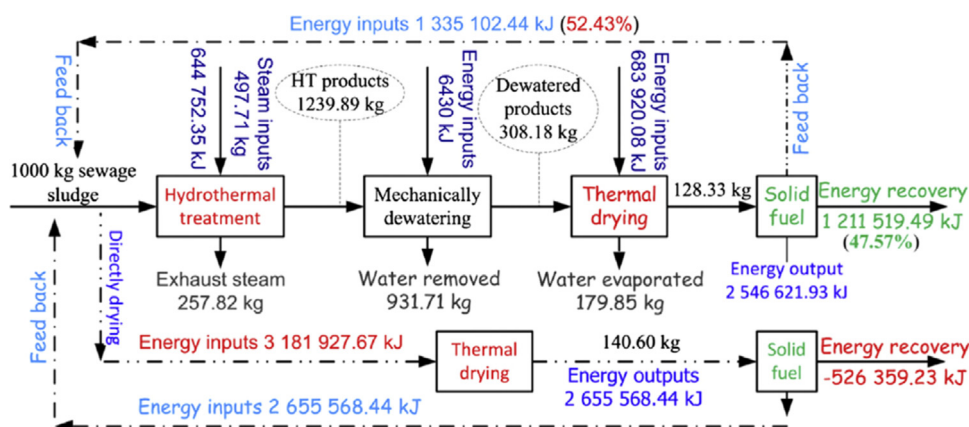 Energy inputs 1 335 102.44 kJ (52.43%)
Feed back
644 752.35 kJ
497.71 kg
Steam inputs
HT products
1239.89 kg
Energy inputs
6430 kJ
Dewatered
products
308.18 kg
Energy inputs
683 920.08 kJ
Feed back
1000 kg sewage
sludge
Hydrothermal
treatment
Mechanically
dewatering
Thermal
drying
128.33 kg
Solid
fuel
Energy recovery
1 211 519.49 kJ
(47.57%)
Exhaust steam
257.82 kg
Water removed
931.71 kg
Water evaporated
179.85 kg
Energy output
2 546 621.93 kJ
Directly drying
Feed back
Energy inputs 3 181 927.67 kJ
Thermal
drying
140.60 kg
Energy outputs
2 655 568.44 kJ
Solid
fuel
Energy recovery
-526 359.23 kJ
Energy inputs 2 655 568.44 kJ